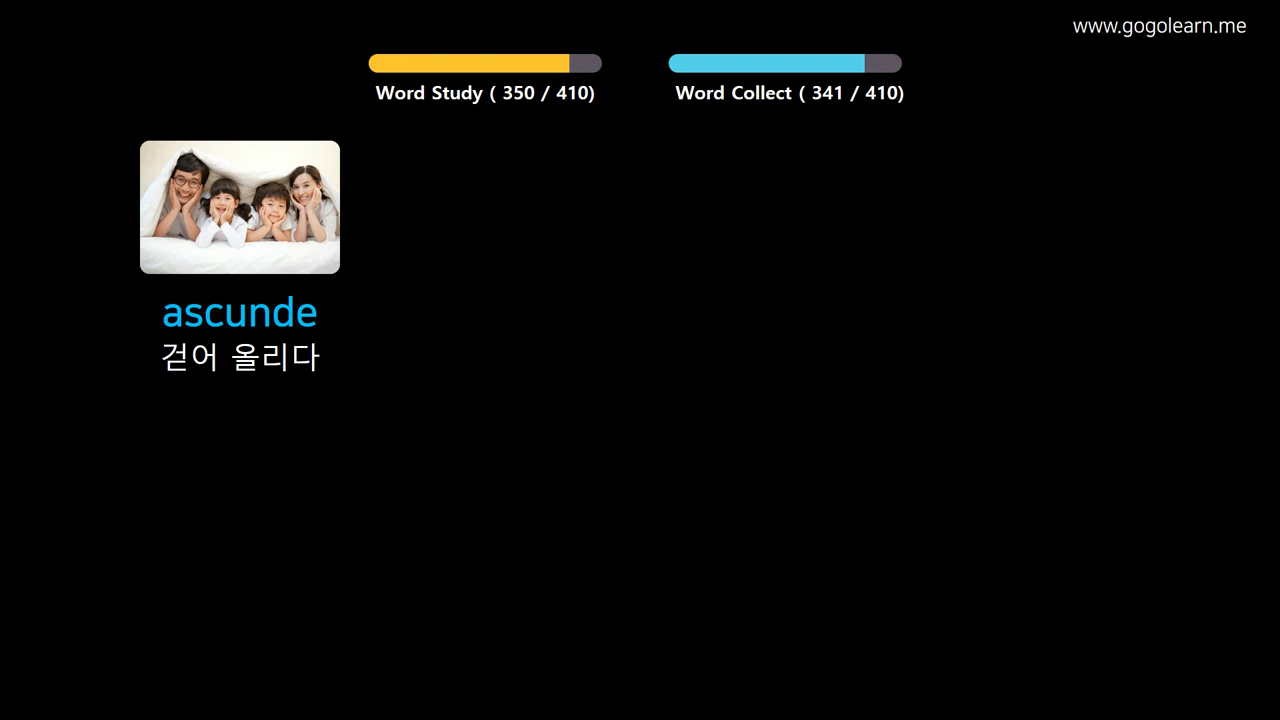 www.gogolearn.me
Word Study ( 350 / 410)
Word Collect ( 341 / 410)
ascunde
걷어 올리다